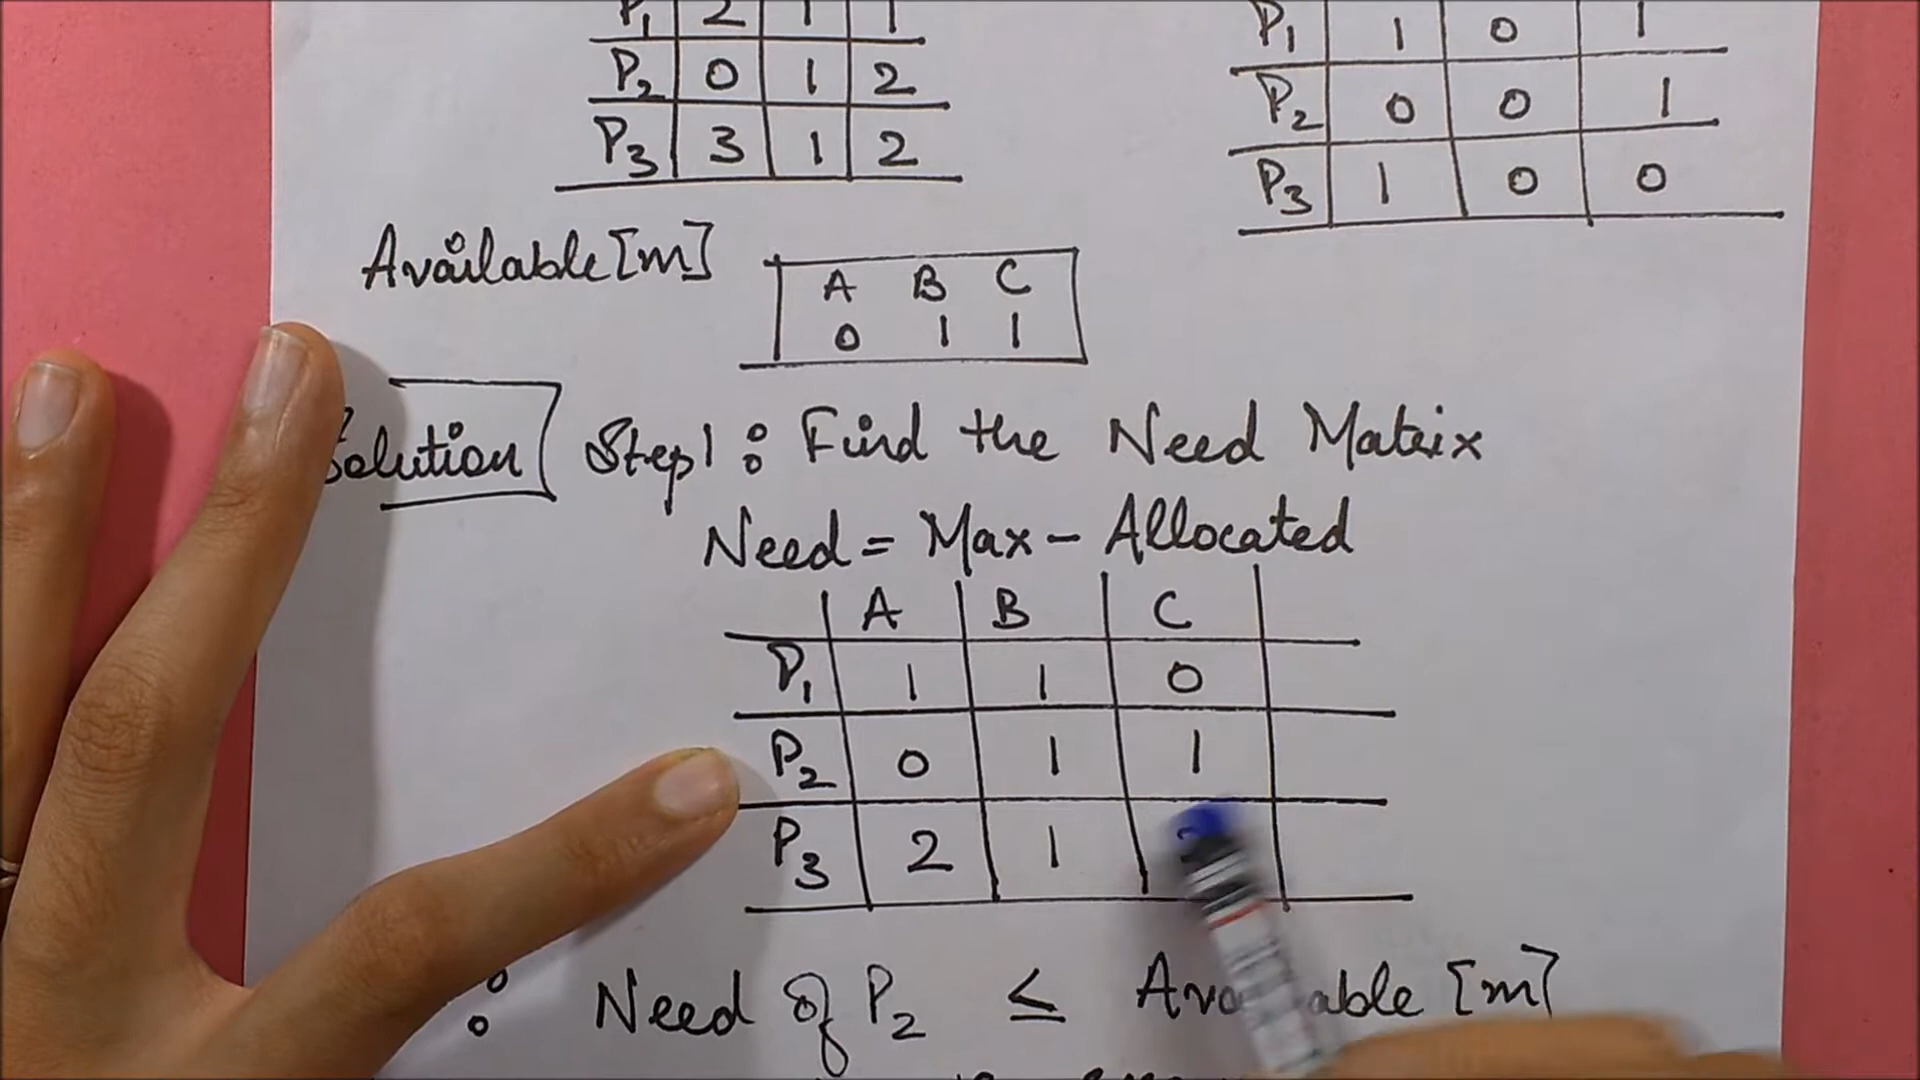 P1 2 1 1
P2 0 1 2
P3 3 1 2
P1 1 0 1
P2 0 0 1
P3 1 0 0
Available [m]
A B C
0 1 1
Solution
Step1 : Find the Need Matrix
Need = Max - Allocated
A B C
P1 1 1 0
P2 0 1 1
P3 2 1
Need of P2 ≤ Available [m]